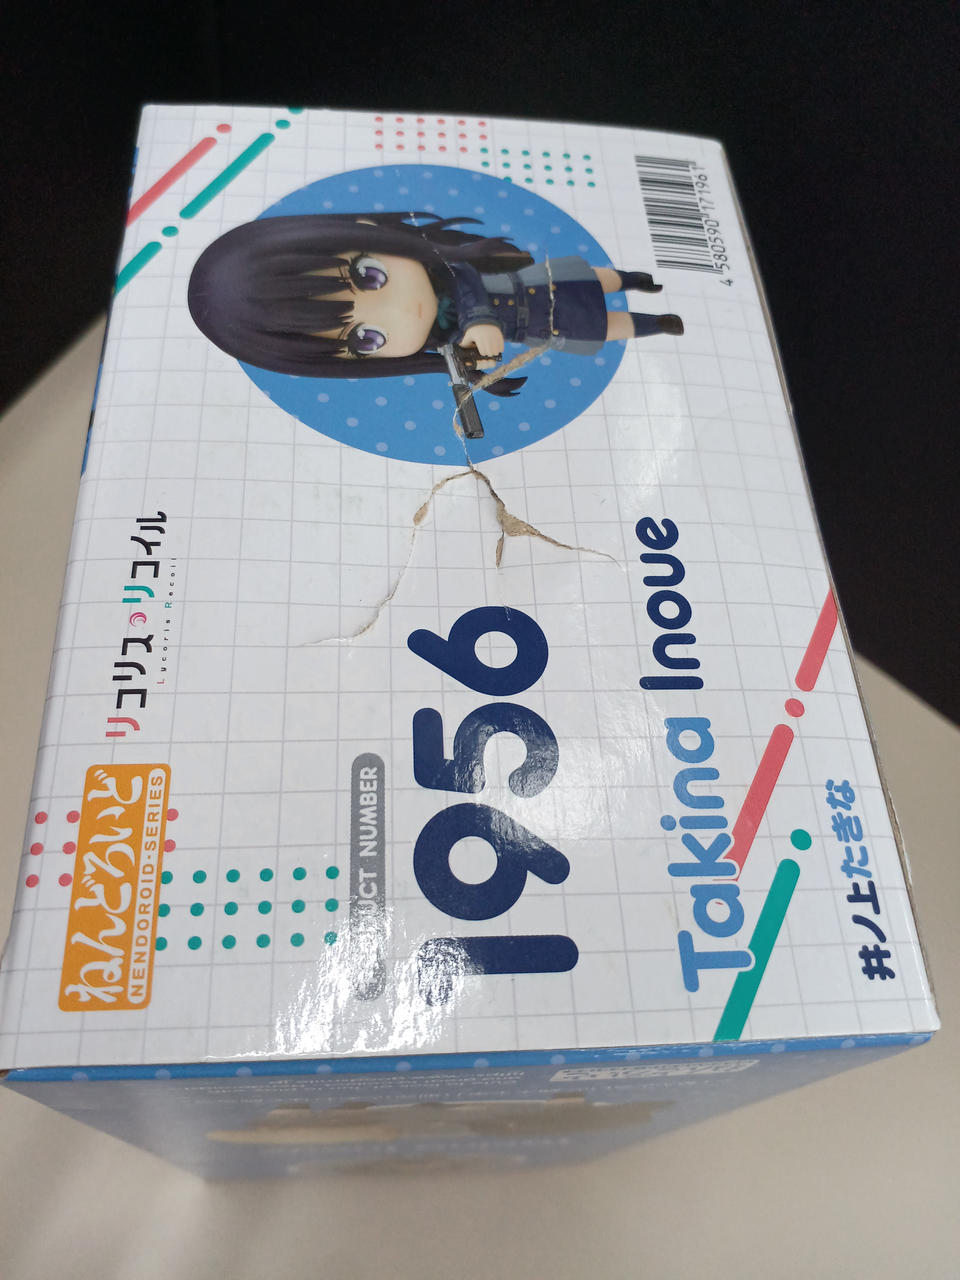 ねんどろいど
NENDOROID·SERIES
リコリス・リコイル
Lycoris Recoil
PRODUCT NUMBER
1956
Takina Inoue
井ノ上たきな
4 580590 171961